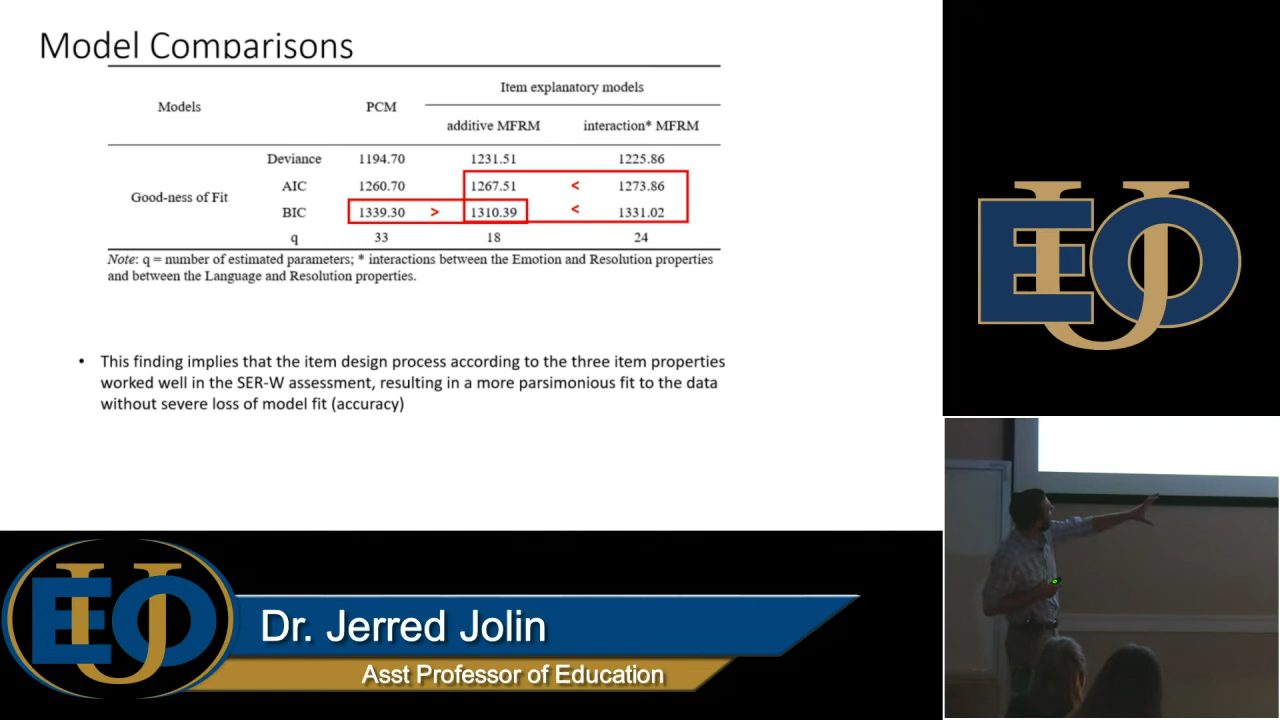 Model Comparisons
Models PCM Item explanatory models
additive MFRM interaction* MFRM
Good-ness of Fit
Deviance 1194.70 1231.51 1225.86
AIC 1260.70 1267.51 < 1273.86
BIC 1339.30 > 1310.39 < 1331.02
q 33 18 24
Note: q = number of estimated parameters; * interactions between the Emotion and Resolution properties
and between the Language and Resolution properties.
• This finding implies that the item design process according to the three item properties
worked well in the SER-W assessment, resulting in a more parsimonious fit to the data
without severe loss of model fit (accuracy)
EOU
EOU
Dr. Jerred Jolin
Asst Professor of Education